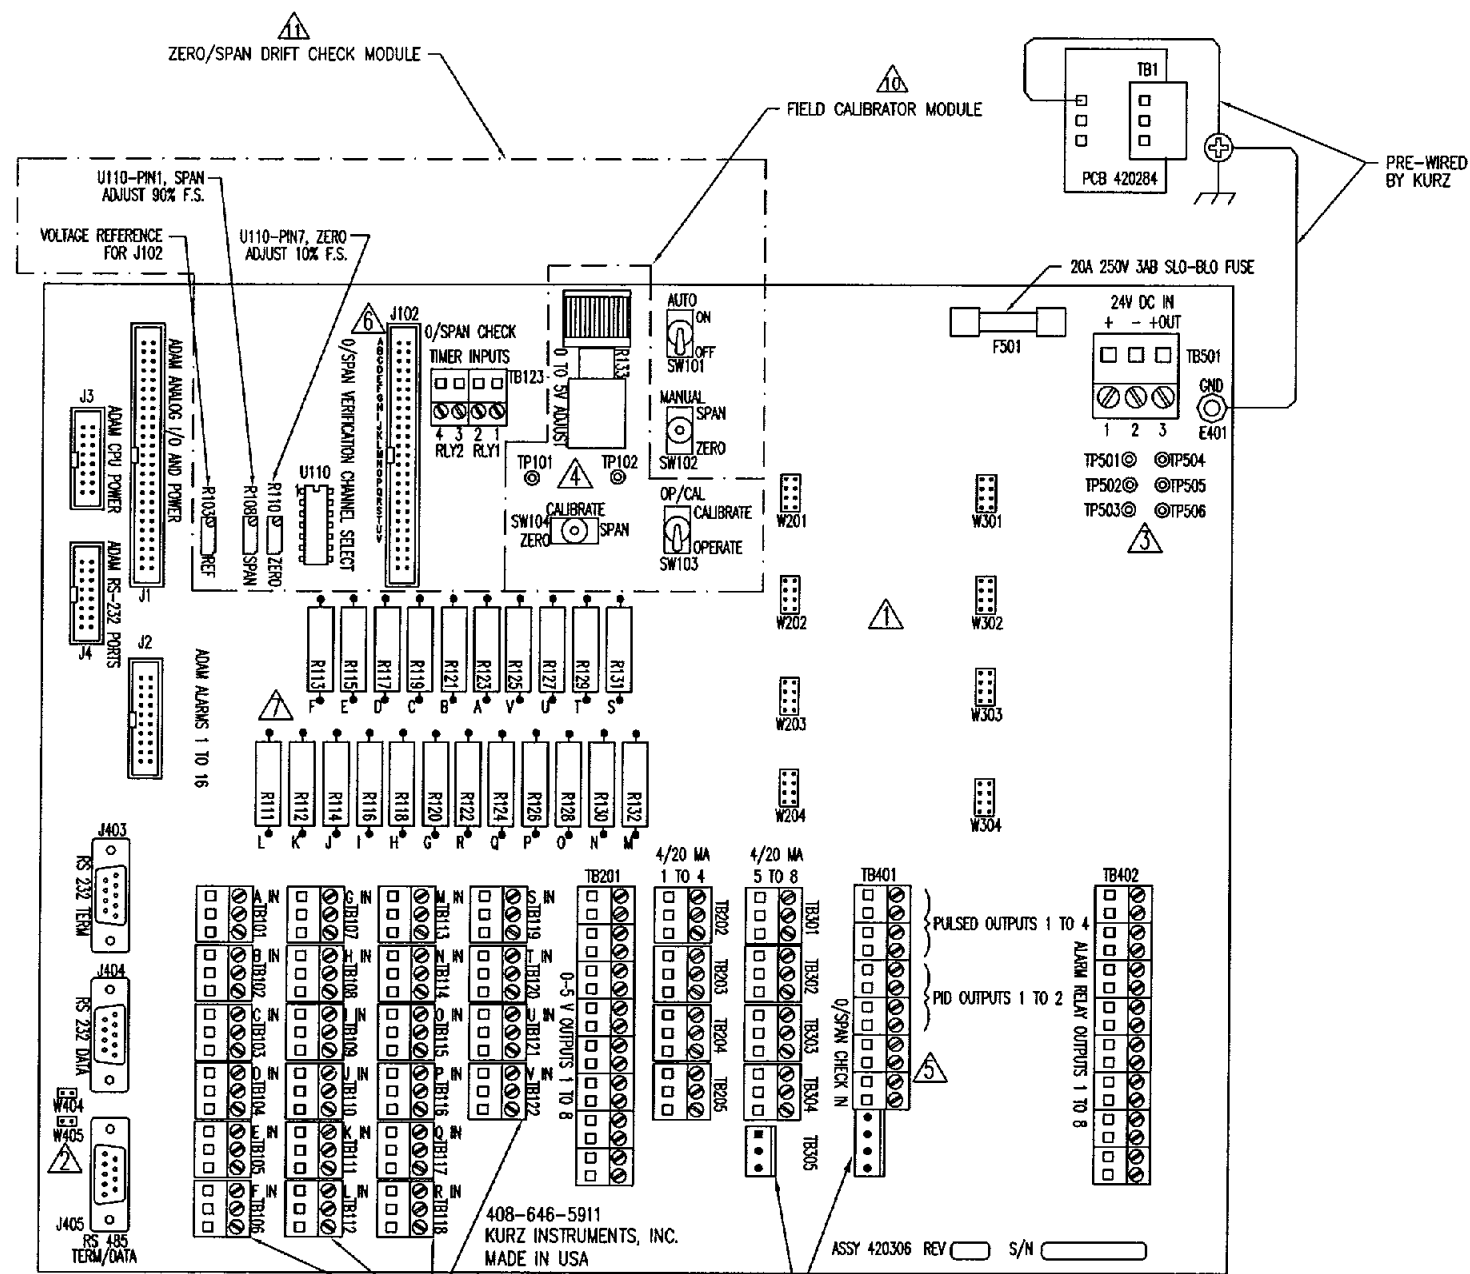 11
ZERO/SPAN DRIFT CHECK MODULE
10
FIELD CALIBRATOR MODULE
TB1
PCB 420284
PRE-WIRED
BY KURZ
U110-PIN1, SPAN
ADJUST 90% F.S.
VOLTAGE REFERENCE
FOR J102
U110-PIN7, ZERO
ADJUST 10% F.S.
20A 250V 3AB SLO-BLO FUSE
F501
24V DC IN
+ - +OUT
TB501
GND
E401
1 2 3
TP501 TP504
TP502 TP505
TP503 TP506
3
6
J102
0/SPAN CHECK
TIMER INPUTS
TB123
4 3 2 1
RLY2 RLY1
0/SPAN VERIFICATION CHANNEL SELECT
ABCDEFGHIJKLMNOPQRSTUV
R133
0 TO 5V ADJUST
AUTO
ON
OFF
SW101
MANUAL
SPAN
ZERO
SW102
TP101
4
TP102
OP/CAL
CALIBRATE
OPERATE
SW103
CALIBRATE
SW104
ZERO
SPAN
J3
ADAM CPU POWER
ADAM ANALOG I/O AND POWER
J1
J4
ADAM RS-232 PORTS
J2
ADAM ALARMS 1 TO 16
R103
REF
R108
SPAN
R110
ZERO
U110
1
W201
W202
W203
W204
1
W301
W302
W303
W304
R113 R115 R117 R119 R121 R123 R125 R127 R129 R131
F E D C B A V U T S
7
R111 R112 R114 R116 R118 R120 R122 R124 R126 R128 R130 R132
L K J I H G R Q P O N M
J403
RS 232 TERM
J404
RS 232 DATA
W404
W405
2
J405
RS 485
TERM/DATA
A IN
TB101
B IN
TB102
C IN
TB103
D IN
TB104
E IN
TB105
F IN
TB106
G IN
TB107
H IN
TB108
I IN
TB109
J IN
TB110
K IN
TB111
L IN
TB112
M IN
TB113
N IN
TB114
O IN
TB115
P IN
TB116
Q IN
TB117
R IN
TB118
S IN
TB119
T IN
TB120
U IN
TB121
V IN
TB122
TB201
0-5 V OUTPUTS 1 TO 8
4/20 MA
1 TO 4
TB202
TB203
TB204
TB205
4/20 MA
5 TO 8
TB301
TB302
TB303
TB304
TB305
TB401
PULSED OUTPUTS 1 TO 4
PID OUTPUTS 1 TO 2
0/SPAN CHECK IN
5
TB402
ALARM RELAY OUTPUTS 1 TO 8
408-646-5911
KURZ INSTRUMENTS, INC.
MADE IN USA
ASSY 420306 REV S/N